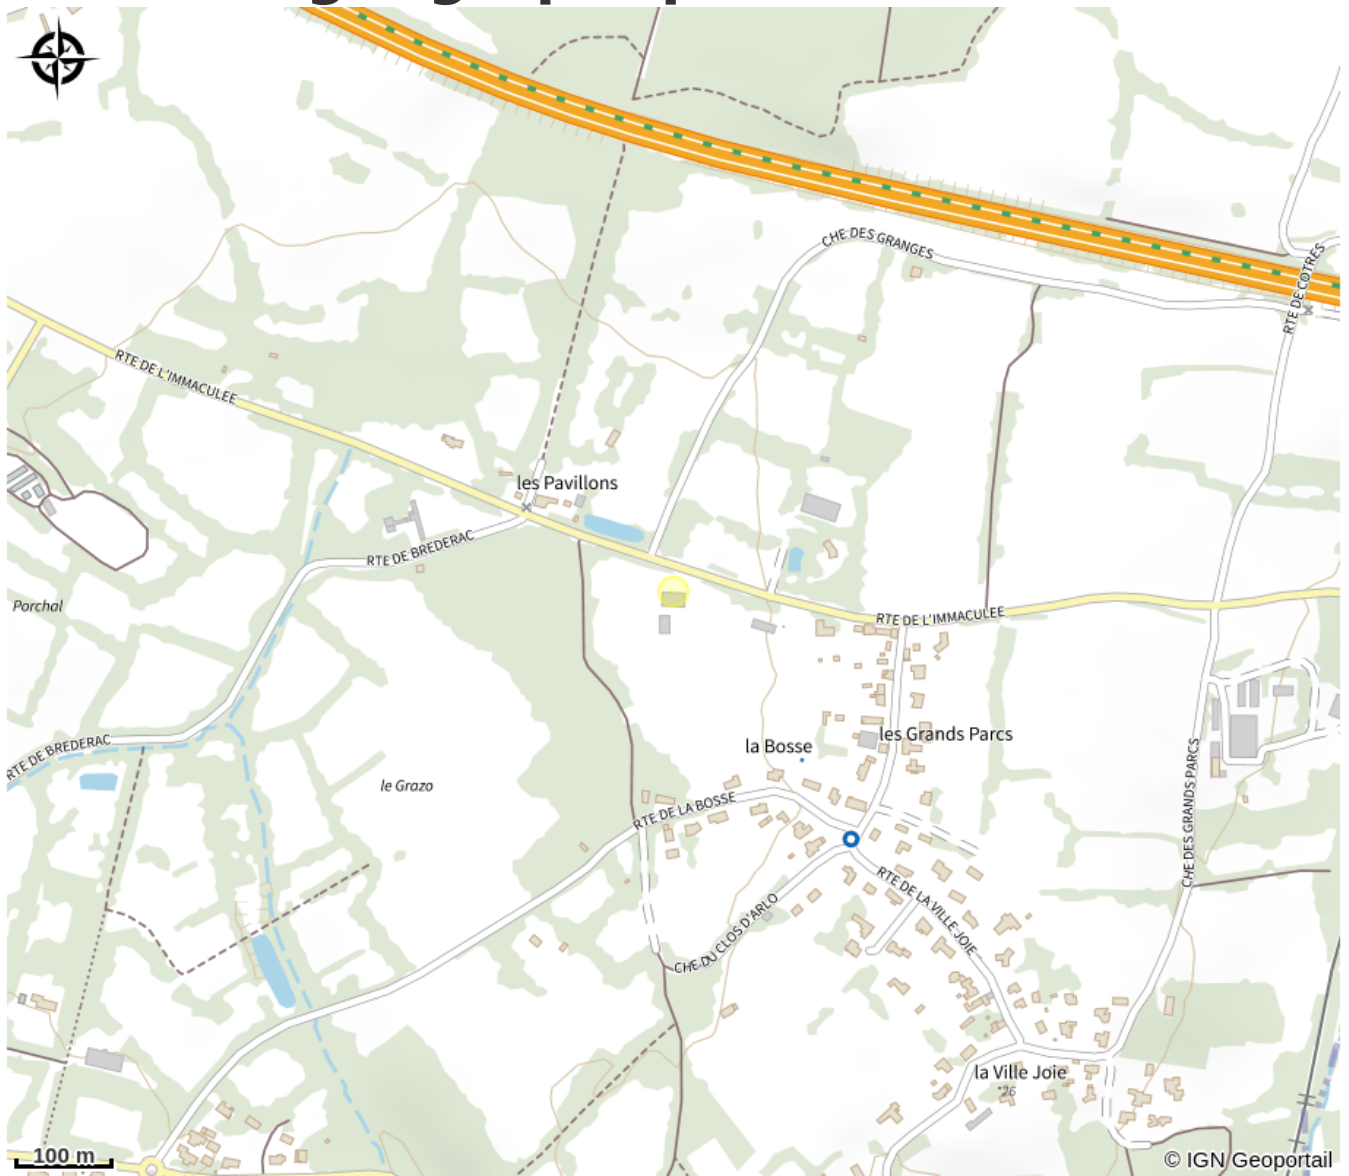 CHE DES GRANGES
RTE DE COTRES
RTE DE L'IMMACULEE
les Pavillons
RTE DE BREDERAC
Porchal
RTE DE L'IMMACULEE
les Grands Parcs
la Bosse
RTE DE BREDERAC
le Grazo
RTE DE LA BOSSE
CHE DES GRANDS PARCS
RTE DE LA VILLE JOIE
CHE DU CLOS D'ARLO
la Ville Joie
26
100 m
© IGN Geoportail